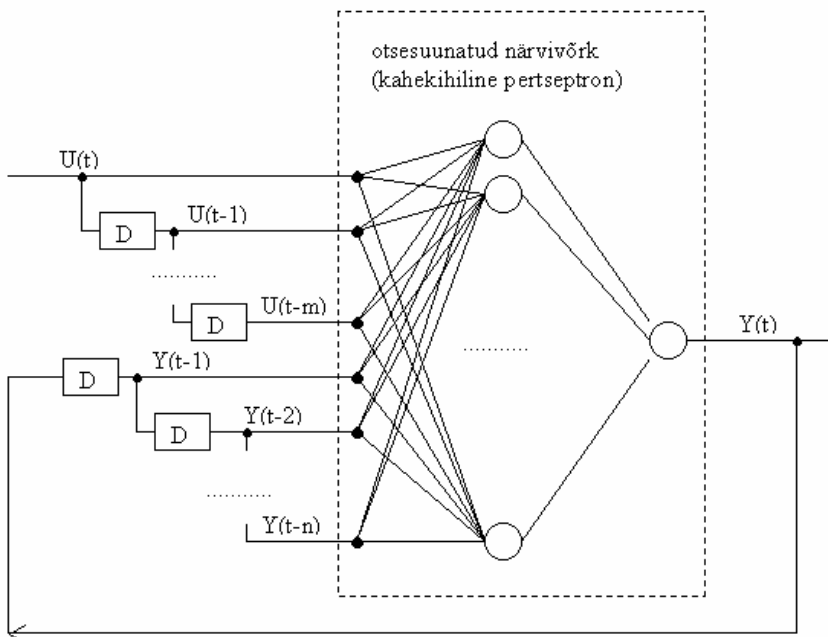 otsesuunatud närvivõrk
(kahekihiline pertseptron)
U(t)
D
U(t-1)
............
D
U(t-m)
............
Y(t)
D
Y(t-1)
D
Y(t-2)
............
Y(t-n)